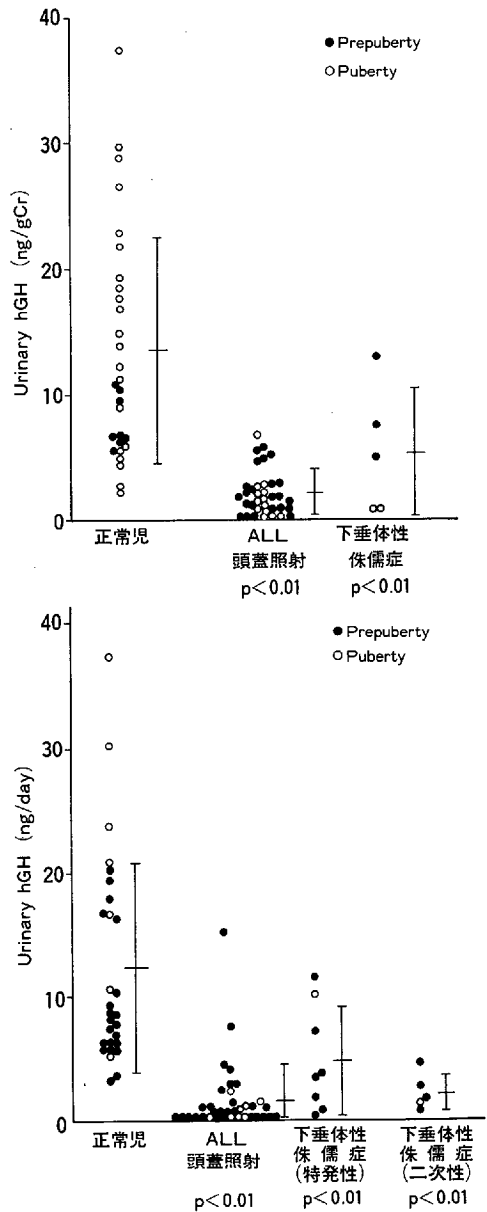 40
● Prepuberty
○ Puberty
30
20
10
0
Urinary hGH (ng/gCr)
正常児
ALL
頭蓋照射
p<0.01
下垂体性
侏儒症
p<0.01
40
● Prepuberty
○ Puberty
30
20
10
0
Urinary hGH (ng/day)
正常児
ALL
頭蓋照射
p<0.01
下垂体性
侏儒症
(特発性)
p<0.01
下垂体性
侏儒症
(二次性)
p<0.01